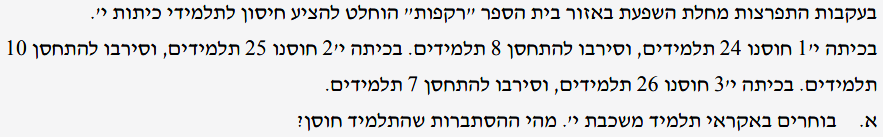 בעקבות התפרצות מחלת השפעת באזור בית הספר ״רקפות״ הוחלט להציע חיסון לתלמידי כיתות י׳.
בכיתה י׳1 חוסנו 24 תלמידים, וסירבו להתחסן 8 תלמידים. בכיתה י׳2 חוסנו 25 תלמידים, וסירבו להתחסן 10
תלמידים. בכיתה י׳3 חוסנו 26 תלמידים, וסירבו להתחסן 7 תלמידים.
א. בוחרים באקראי תלמיד משכבת י׳. מהי ההסתברות שהתלמיד חוסן?